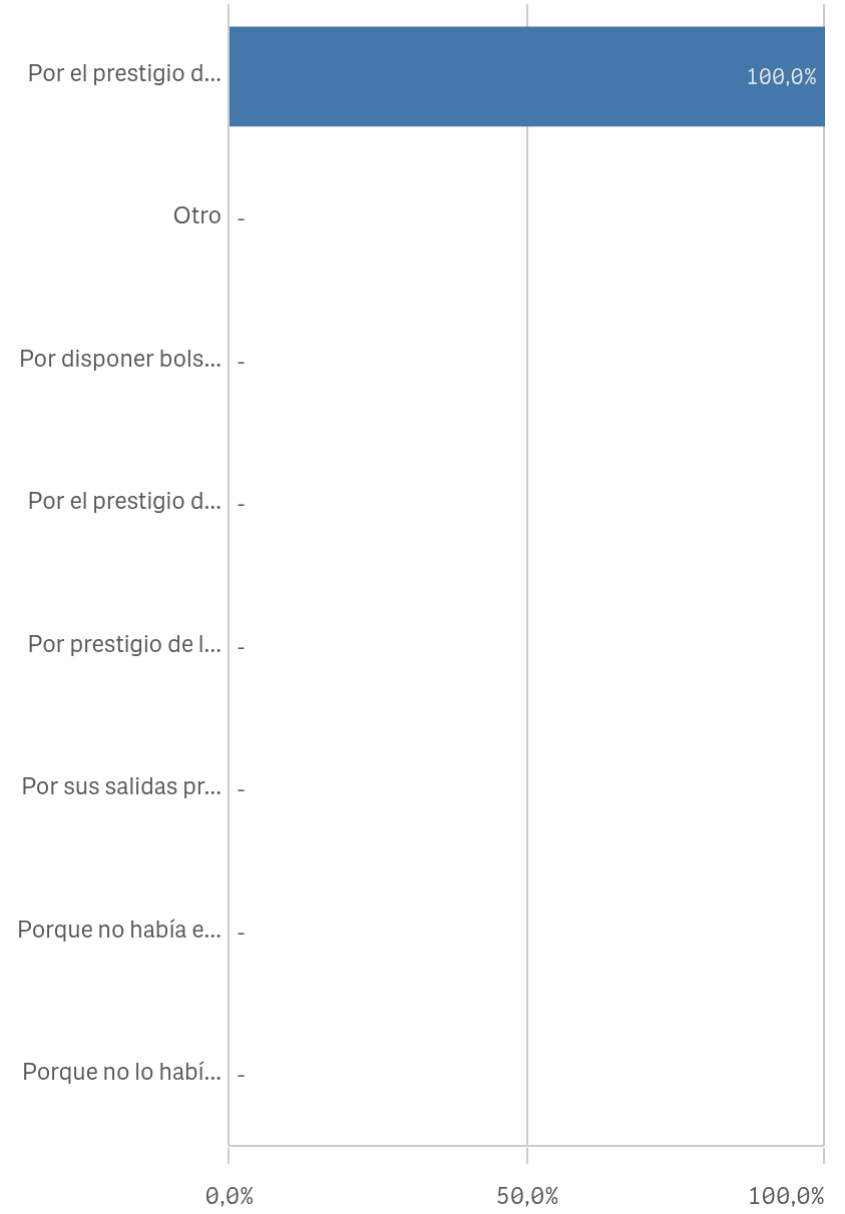 Por el prestigio d...
100,0%
Otro
-
Por disponer bols...
-
Por el prestigio d...
-
Por prestigio de l...
-
Por sus salidas pr...
-
Porque no había e...
-
Porque no lo habí...
-
0,0%
50,0%
100,0%